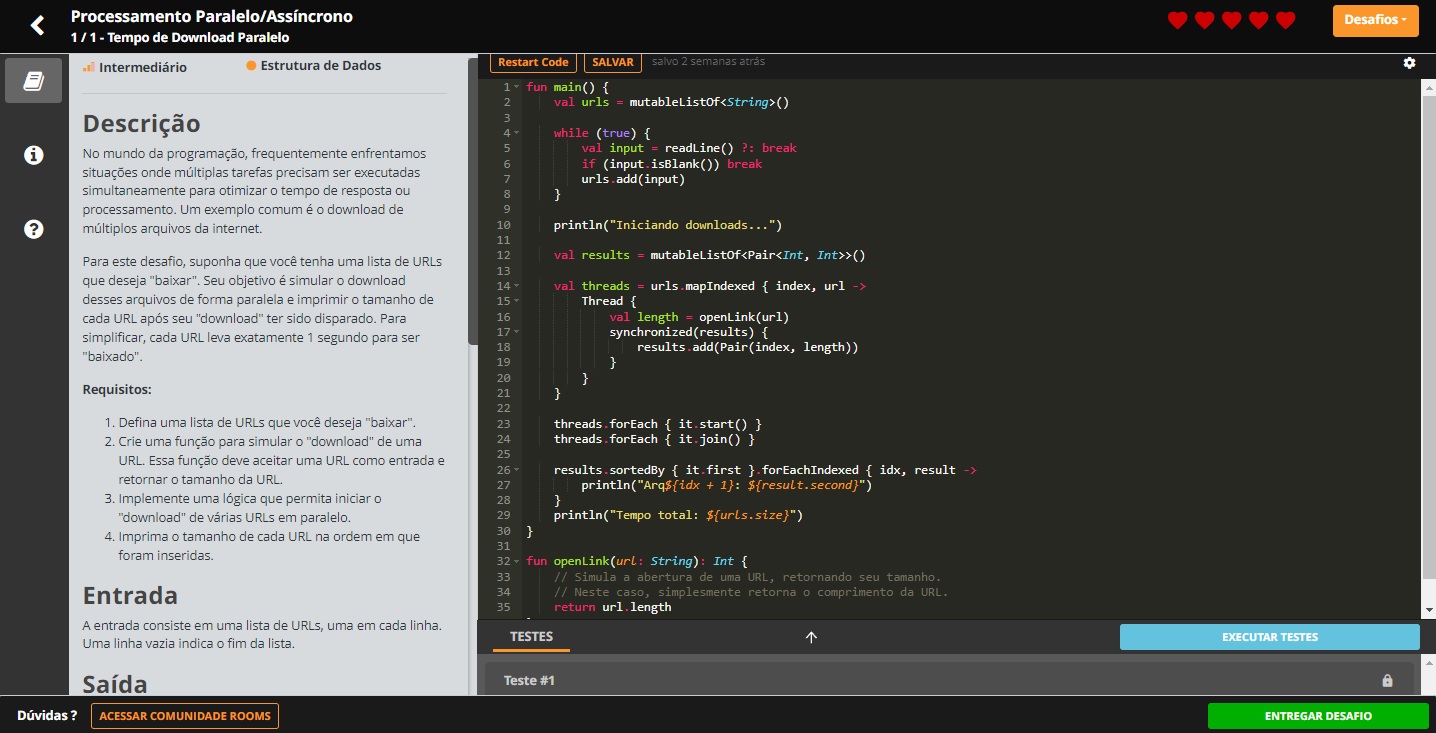 Processamento Paralelo/Assíncrono
1 / 1 - Tempo de Download Paralelo
Desafios
Intermediário
Estrutura de Dados
Descrição
No mundo da programação, frequentemente enfrentamos
situações onde múltiplas tarefas precisam ser executadas
simultaneamente para otimizar o tempo de resposta ou
processamento. Um exemplo comum é o download de
múltiplos arquivos da internet.
Para este desafio, suponha que você tenha uma lista de URLs
que deseja "baixar". Seu objetivo é simular o download
desses arquivos de forma paralela e imprimir o tamanho de
cada URL após seu "download" ter sido disparado. Para
simplificar, cada URL leva exatamente 1 segundo para ser
"baixado".
Requisitos:
1. Defina uma lista de URLs que você deseja "baixar".
2. Crie uma função para simular o "download" de uma
URL. Essa função deve aceitar uma URL como entrada e
retornar o tamanho da URL.
3. Implemente uma lógica que permita iniciar o
"download" de várias URLs em paralelo.
4. Imprima o tamanho de cada URL na ordem em que
foram inseridas.
Entrada
A entrada consiste em uma lista de URLs, uma em cada linha.
Uma linha vazia indica o fim da lista.
Saída
Restart Code
SALVAR
salvo 2 semanas atrás
1 fun main() {
2 val urls = mutableListOf<String>()
3
4 while (true) {
5 val input = readLine() ?: break
6 if (input.isBlank()) break
7 urls.add(input)
8 }
9
10 println("Iniciando downloads...")
11
12 val results = mutableListOf<Pair<Int, Int>>()
13
14 val threads = urls.mapIndexed { index, url ->
15 Thread {
16 val length = openLink(url)
17 synchronized(results) {
18 results.add(Pair(index, length))
19 }
20 }
21 }
22
23 threads.forEach { it.start() }
24 threads.forEach { it.join() }
25
26 results.sortedBy { it.first }.forEachIndexed { idx, result ->
27 println("Arq${idx + 1}: ${result.second}")
28 }
29 println("Tempo total: ${urls.size}")
30 }
31
32 fun openLink(url: String): Int {
33 // Simula a abertura de uma URL, retornando seu tamanho.
34 // Neste caso, simplesmente retorna o comprimento da URL.
35 return url.length
TESTES
EXECUTAR TESTES
Teste #1
Dúvidas ?
ACESSAR COMUNIDADE ROOMS
ENTREGAR DESAFIO